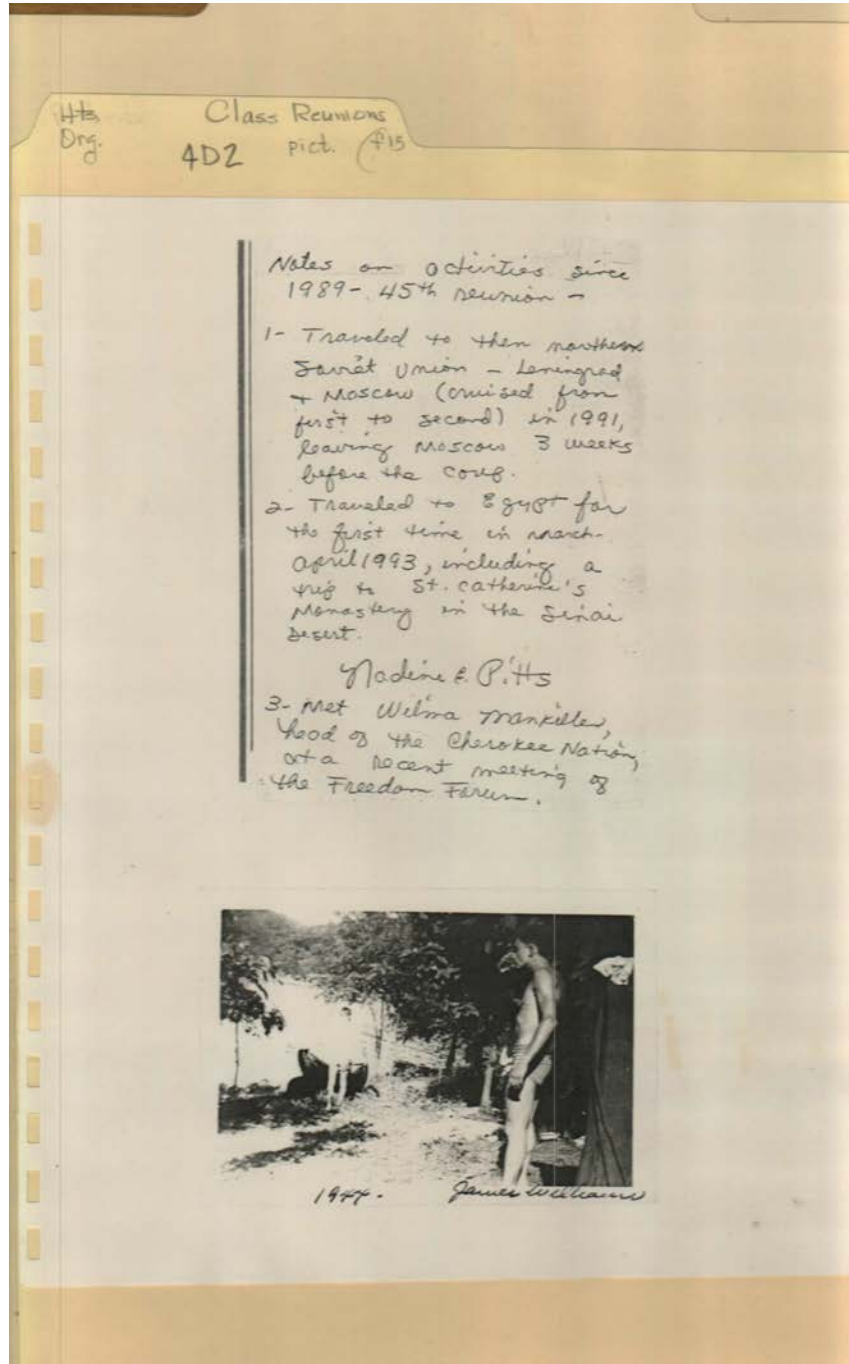 Hts Class Reunions
Org. 4D2 pict.
Notes on activities since
1989-45th reunion -
1- Traveled to then northern
Soviet Union - Leningrad
+ Moscow (cruised from
first to second) in 1991,
leaving Moscow 3 weeks
before the coup.
2- Traveled to Egypt for
the first time in March-
April 1993, including a
trip to St. Catherine's
Monastery in the Sinai
Desert.
Nadine E. Pitts
3- Met Wilma Mankiller,
head of the Cherokee Nation,
at a recent meeting of
the Freedom Forum.
1944. James Williams